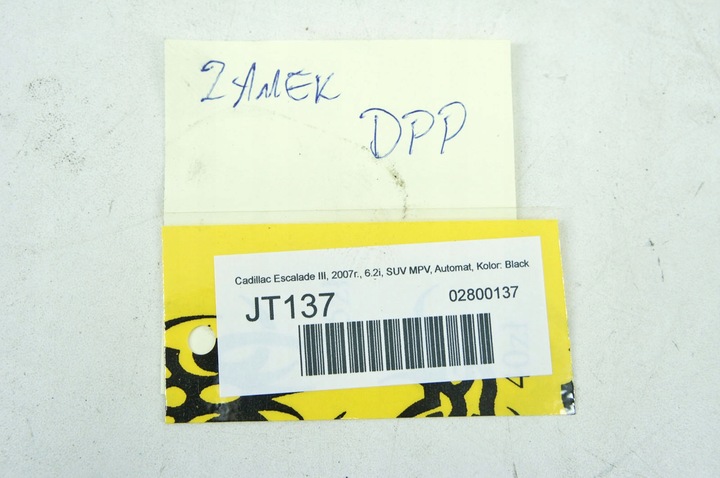 ZAMEK
DPP
Cadillac Escalade III, 2007r., 6.2i, SUV MPV, Automat, Kolor: Black
JT137
02800137